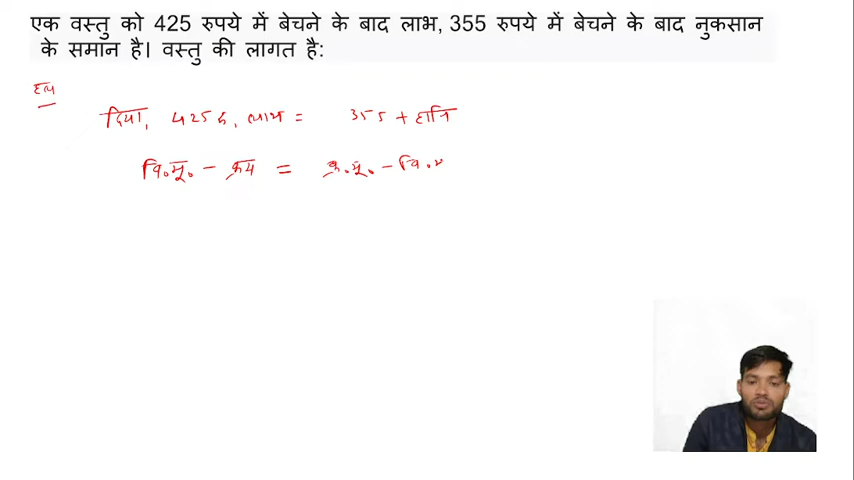 एक वस्तु को 425 रुपये में बेचने के बाद लाभ, 355 रुपये में बेचने के बाद नुकसान
के समान है। वस्तु की लागत है:
हल
दिया, 425 रु, लाभ = 355 + हानि
वि.मू. - क्रय = क्र.मू. - वि.म